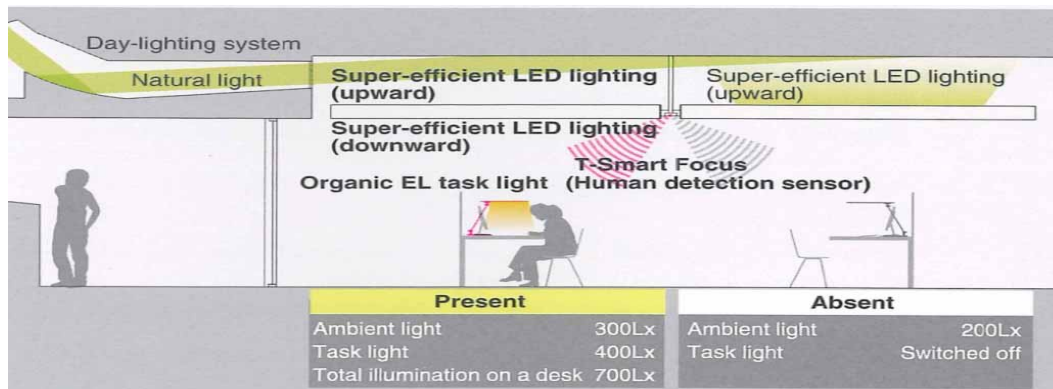 Day-lighting system
Natural light
Super-efficient LED lighting
(upward)
Super-efficient LED lighting
(upward)
Super-efficient LED lighting
(downward)
T-Smart Focus
Organic EL task light (Human detection sensor)
Present
Ambient light 300Lx
Task light 400Lx
Total illumination on a desk 700Lx
Absent
Ambient light 200Lx
Task light Switched off